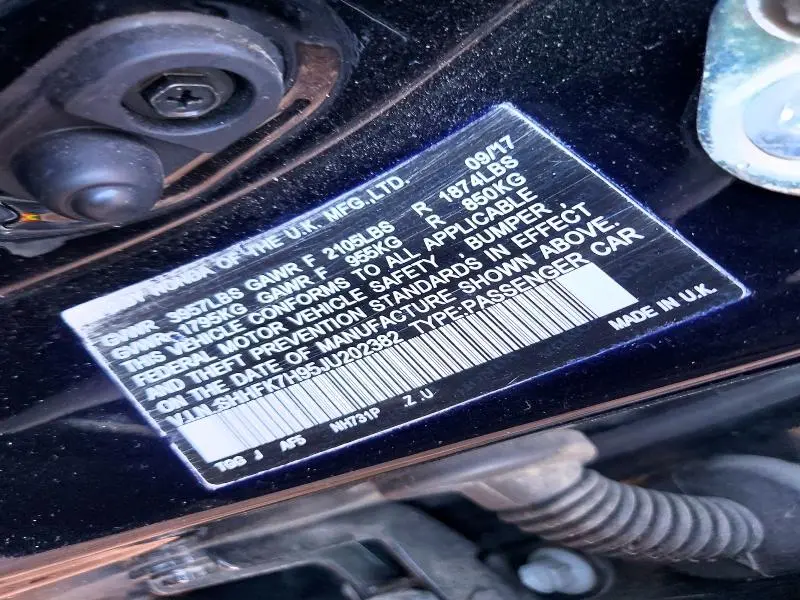 HONDA OF THE U.K. MFG.,LTD. 09/17
GVWR 3957LBS GAWR F 2105LBS R 1874LBS
GVWR 1795KG GAWR F 955KG R 850KG
THIS VEHICLE CONFORMS TO ALL APPLICABLE
FEDERAL MOTOR VEHICLE SAFETY, BUMPER,
AND THEFT PREVENTION STANDARDS IN EFFECT
ON THE DATE OF MANUFACTURE SHOWN ABOVE.
V.I.N. SHHFK7H95JU202382 TYPE:PASSENGER CAR
TGG J AF5 NH731P Z.U MADE IN U.K.